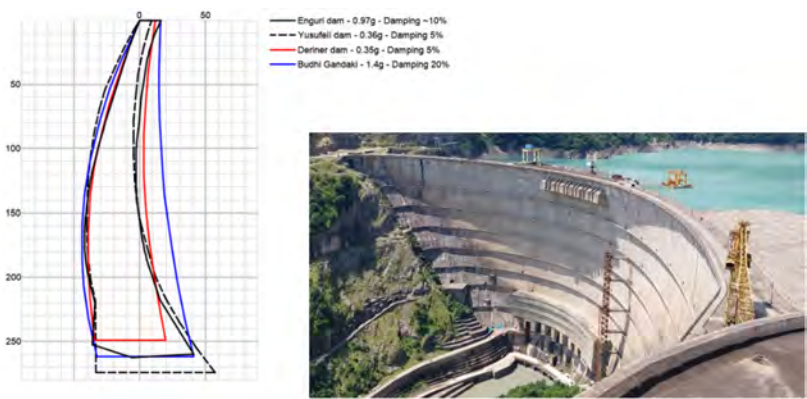 0 50
Enguri dam - 0.97g - Damping ~10%
Yusufeli dam - 0.36g - Damping 5%
Deriner dam - 0.35g - Damping 5%
Budhi Gandaki - 1.4g - Damping 20%
50
100
150
200
250